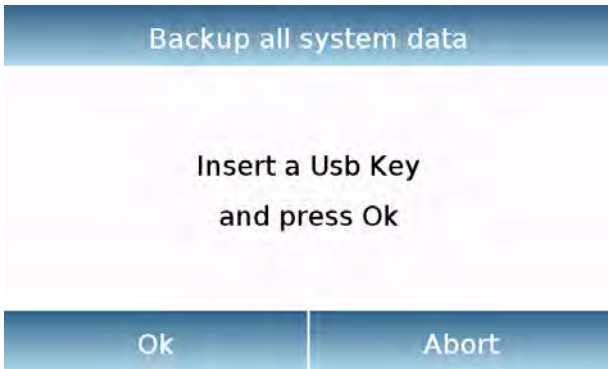 Backup all system data
Insert a Usb Key
and press Ok
Ok
Abort